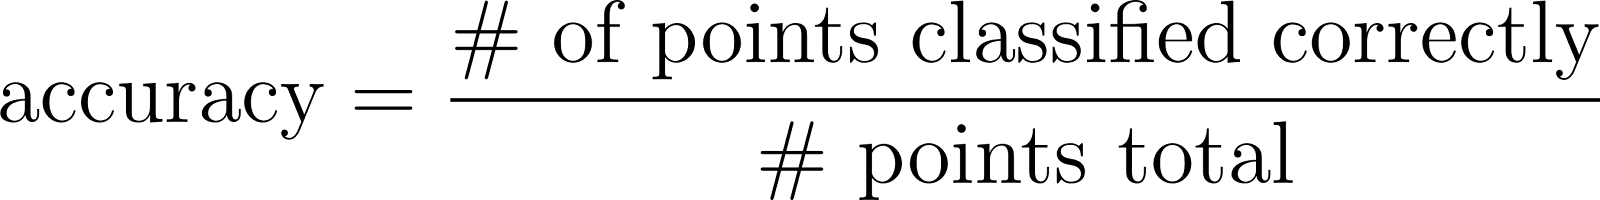 accuracy = # of points classified correctly
# points total